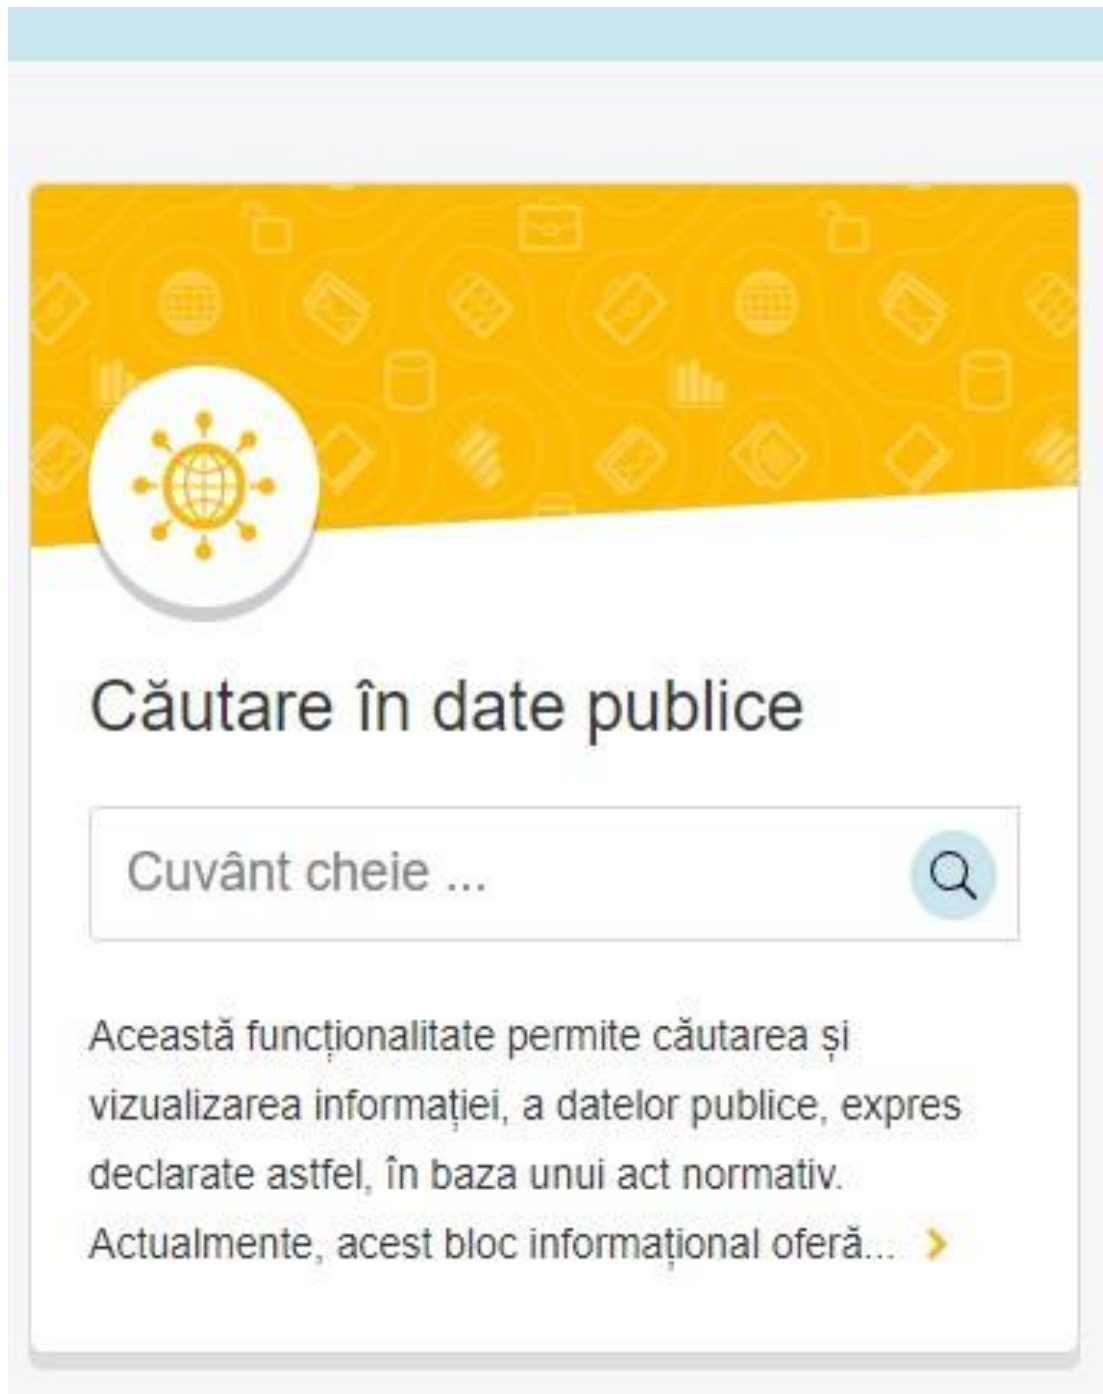 Căutare în date publice
Cuvânt cheie ...
Această funcționalitate permite căutarea și
vizualizarea informației, a datelor publice, expres
declarate astfel, în baza unui act normativ.
Actualmente, acest bloc informațional oferă...